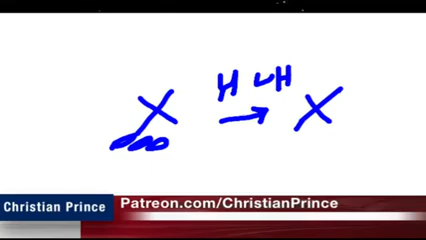 H H
X → X
Christian Prince
Patreon.com/ChristianPrince